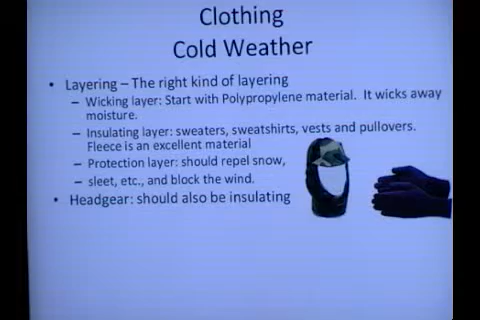 Clothing
Cold Weather
• Layering – The right kind of layering
– Wicking layer: Start with Polypropylene material. It wicks away
moisture.
– Insulating layer: sweaters, sweatshirts, vests and pullovers.
Fleece is an excellent material
– Protection layer: should repel snow,
– sleet, etc., and block the wind.
• Headgear: should also be insulating